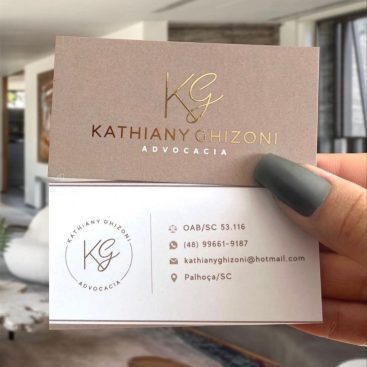 KG
KATHIANY GHIZONI
ADVOCACIA
KATHIANY GHIZONI
KG
ADVOCACIA
OAB/SC 53.116
(48) 99661-9187
kathianyghizoni@hotmail.com
Palhoça/SC